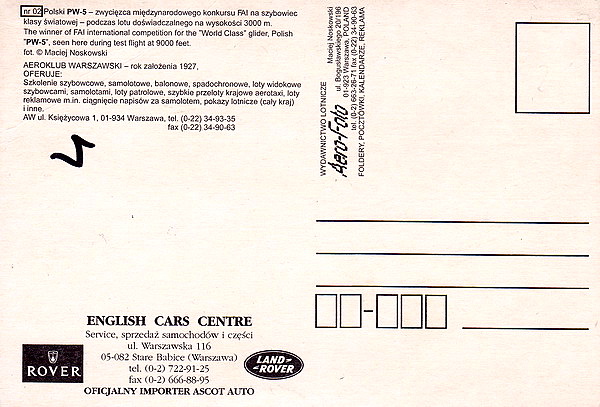 nr 02 Polski PW-5 – zwycięzca międzynarodowego konkursu FAI na szybowiec
klasy światowej – podczas lotu doświadczalnego na wysokości 3000 m.
The winner of FAI international competition for the "World Class" glider, Polish
"PW-5", seen here during test flight at 9000 feet.
fot. © Maciej Noskowski
AEROKLUB WARSZAWSKI – rok założenia 1927,
OFERUJE:
Szkolenie szybowcowe, samolotowe, balonowe, spadochronowe, loty widokowe
szybowcami, samolotami, loty patrolowe, szybkie przeloty krajowe aerotaxi, loty
reklamowe m.in. ciągnięcie napisów za samolotem, pokazy lotnicze (cały kraj)
i inne.
AW ul. Księżycowa 1, 01-934 Warszawa, tel. (0-22) 34-93-35
fax (0-22) 34-90-63
4
WYDAWNICTWO LOTNICZE
Aero-Foto
Maciej Noskowski
ul. Bogusławskiego 20/196
01-923 Warszawa, POLAND
tel. (0-2) 663-26-71 fax (0-22) 34-90-63
FOLDERY, POCZTÓWKI, KALENDARZE, REKLAMA
ENGLISH CARS CENTRE
Service, sprzedaż samochodów i części
ul. Warszawska 116
05-082 Stare Babice (Warszawa)
tel. (0-2) 722-91-25
fax (0-2) 666-88-95
OFICJALNY IMPORTER ASCOT AUTO
ROVER
LAND-
-ROVER